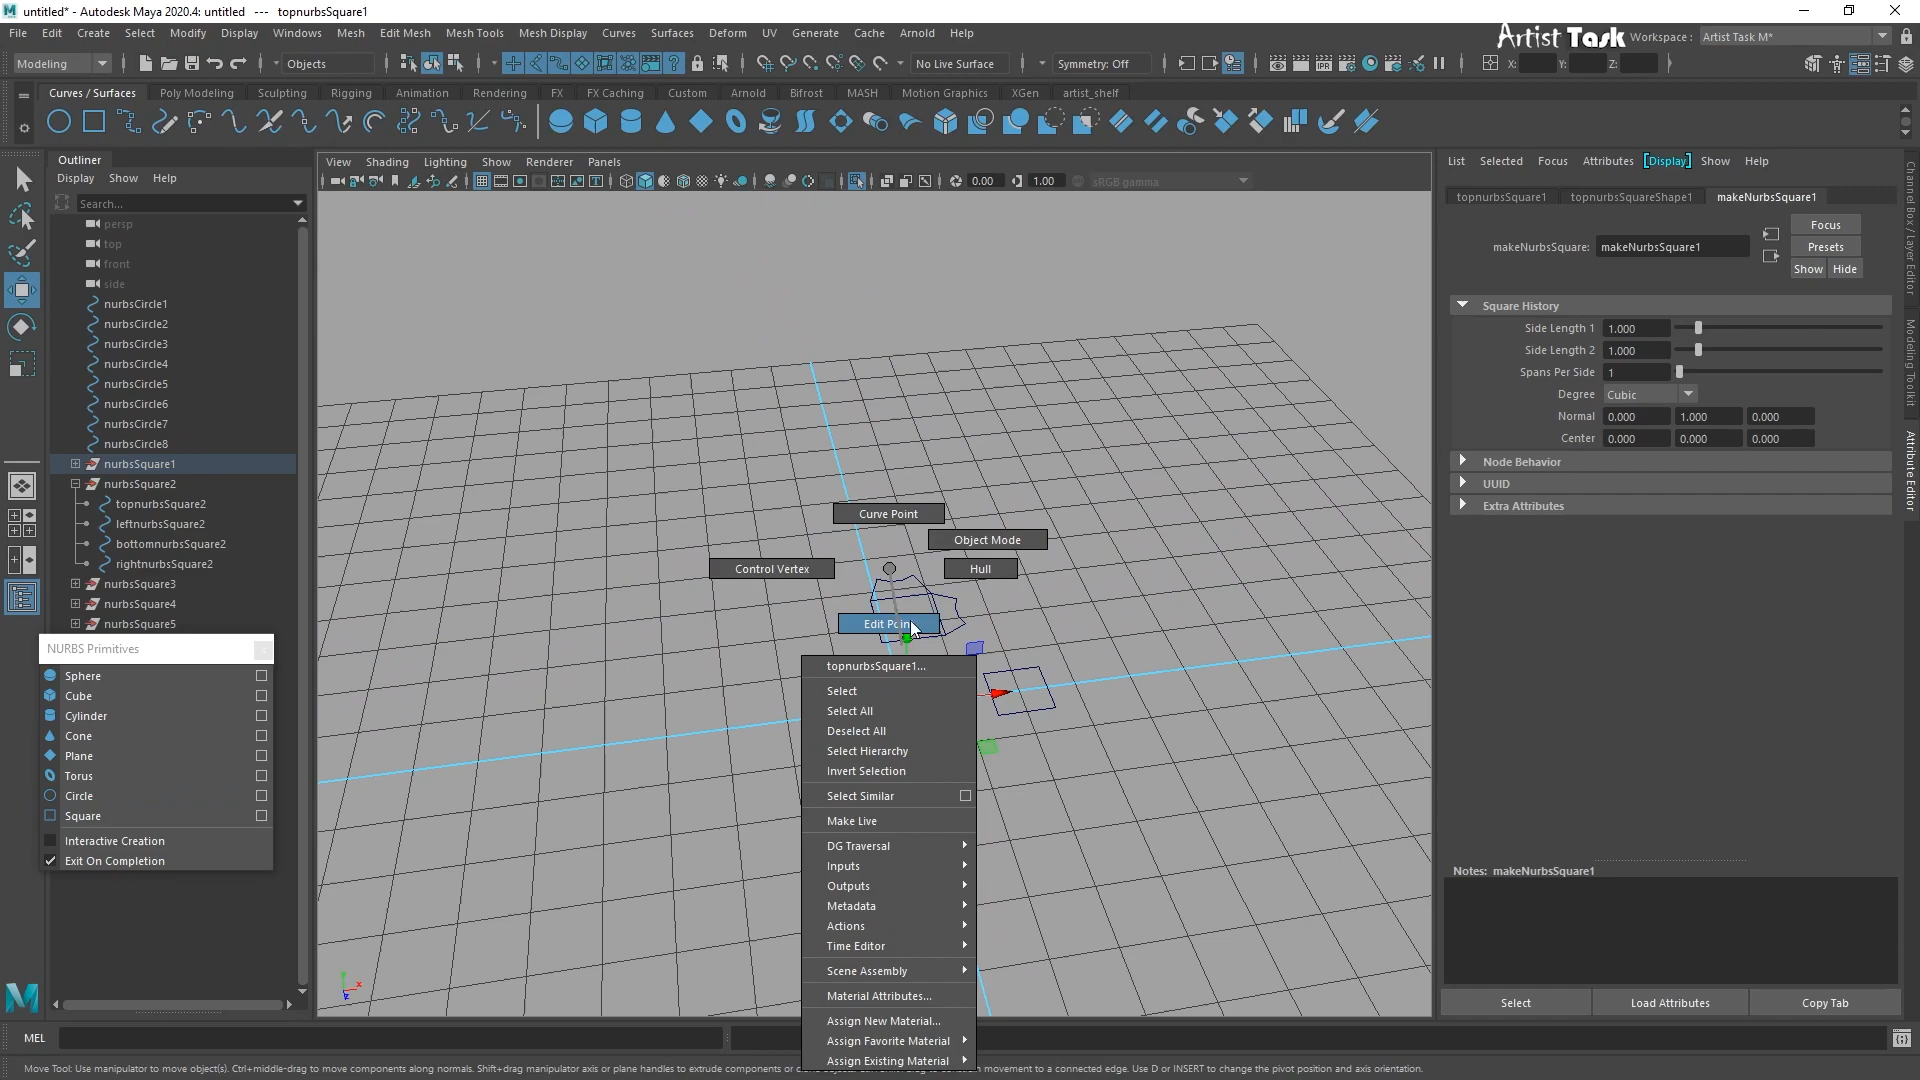 untitled* - Autodesk Maya 2020.4: untitled   ---   topnurbsSquare1
File Edit Create Select Modify Display Windows Mesh Edit Mesh Mesh Tools Mesh Display Curves Surfaces Deform UV Generate Cache Arnold Help
Artist Task
Workspace : Artist Task M*
Modeling Objects No Live Surface Symmetry: Off X: Y: Z:
Curves / Surfaces Poly Modeling Sculpting Rigging Animation Rendering FX FX Caching Custom Arnold Bifrost MASH Motion Graphics XGen artist_shelf
Outliner
Display Show Help
Search...
persp
top
front
side
nurbsCircle1
nurbsCircle2
nurbsCircle3
nurbsCircle4
nurbsCircle5
nurbsCircle6
nurbsCircle7
nurbsCircle8
nurbsSquare1
nurbsSquare2
topnurbsSquare2
leftnurbsSquare2
bottomnurbsSquare2
rightnurbsSquare2
nurbsSquare3
nurbsSquare4
nurbsSquare5
NURBS Primitives
Sphere
Cube
Cylinder
Cone
Plane
Torus
Circle
Square
Interactive Creation
Exit On Completion
View Shading Lighting Show Renderer Panels
0.00 1.00 sRGB gamma
Curve Point
Object Mode
Control Vertex
Hull
Edit Poin
topnurbsSquare1...
Select
Select All
Deselect All
Select Hierarchy
Invert Selection
Select Similar
Make Live
DG Traversal
Inputs
Outputs
Metadata
Actions
Time Editor
Scene Assembly
Material Attributes...
Assign New Material...
Assign Favorite Material
Assign Existing Material
x
z
List Selected Focus Attributes Display Show Help
topnurbsSquare1 topnurbsSquareShape1 makeNurbsSquare1
makeNurbsSquare: makeNurbsSquare1
Focus
Presets
Show Hide
Square History
Side Length 1 1.000
Side Length 2 1.000
Spans Per Side 1
Degree Cubic
Normal 0.000 1.000 0.000
Center 0.000 0.000 0.000
Node Behavior
UUID
Extra Attributes
Notes: makeNurbsSquare1
Select Load Attributes Copy Tab
Channel Box / Layer Editor
Modeling Toolkit
Attribute Editor
MEL
Move Tool: Use manipulator to move object(s). Ctrl+middle-drag to move components along normals. Shift+drag manipulator axis or plane handles to extrude components or movement to a connected edge. Use D or INSERT to change the pivot position and axis orientation.